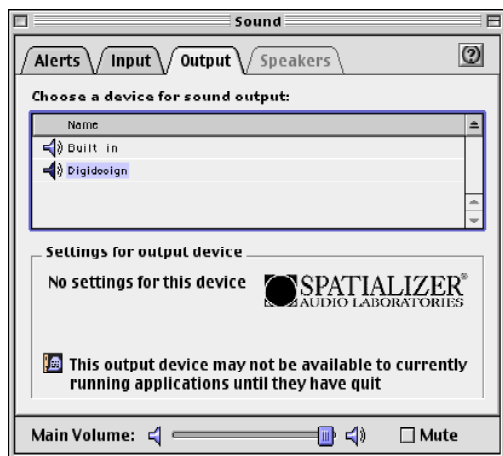 Sound
Alerts Input Output Speakers
Choose a device for sound output:
Name
Built in
Digidesign
Settings for output device
No settings for this device
SPATIALIZER®
AUDIO LABORATORIES
This output device may not be available to currently
running applications until they have quit
Main Volume:
Mute